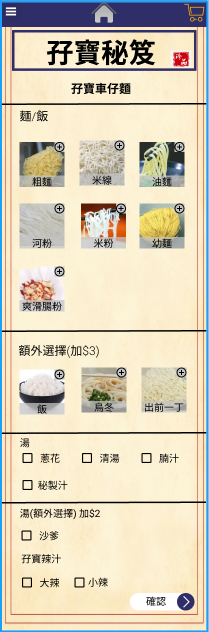 孖寶秘笈
孖寶車仔麵
麵/飯
粗麵 米線 油麵
河粉 米粉 幼麵
爽滑腸粉
額外選擇(加$3)
飯 烏冬 出前一丁
湯
蔥花 清湯 腩汁
秘製汁
湯(額外選擇) 加$2
沙爹
孖寶辣汁
大辣 小辣
確認